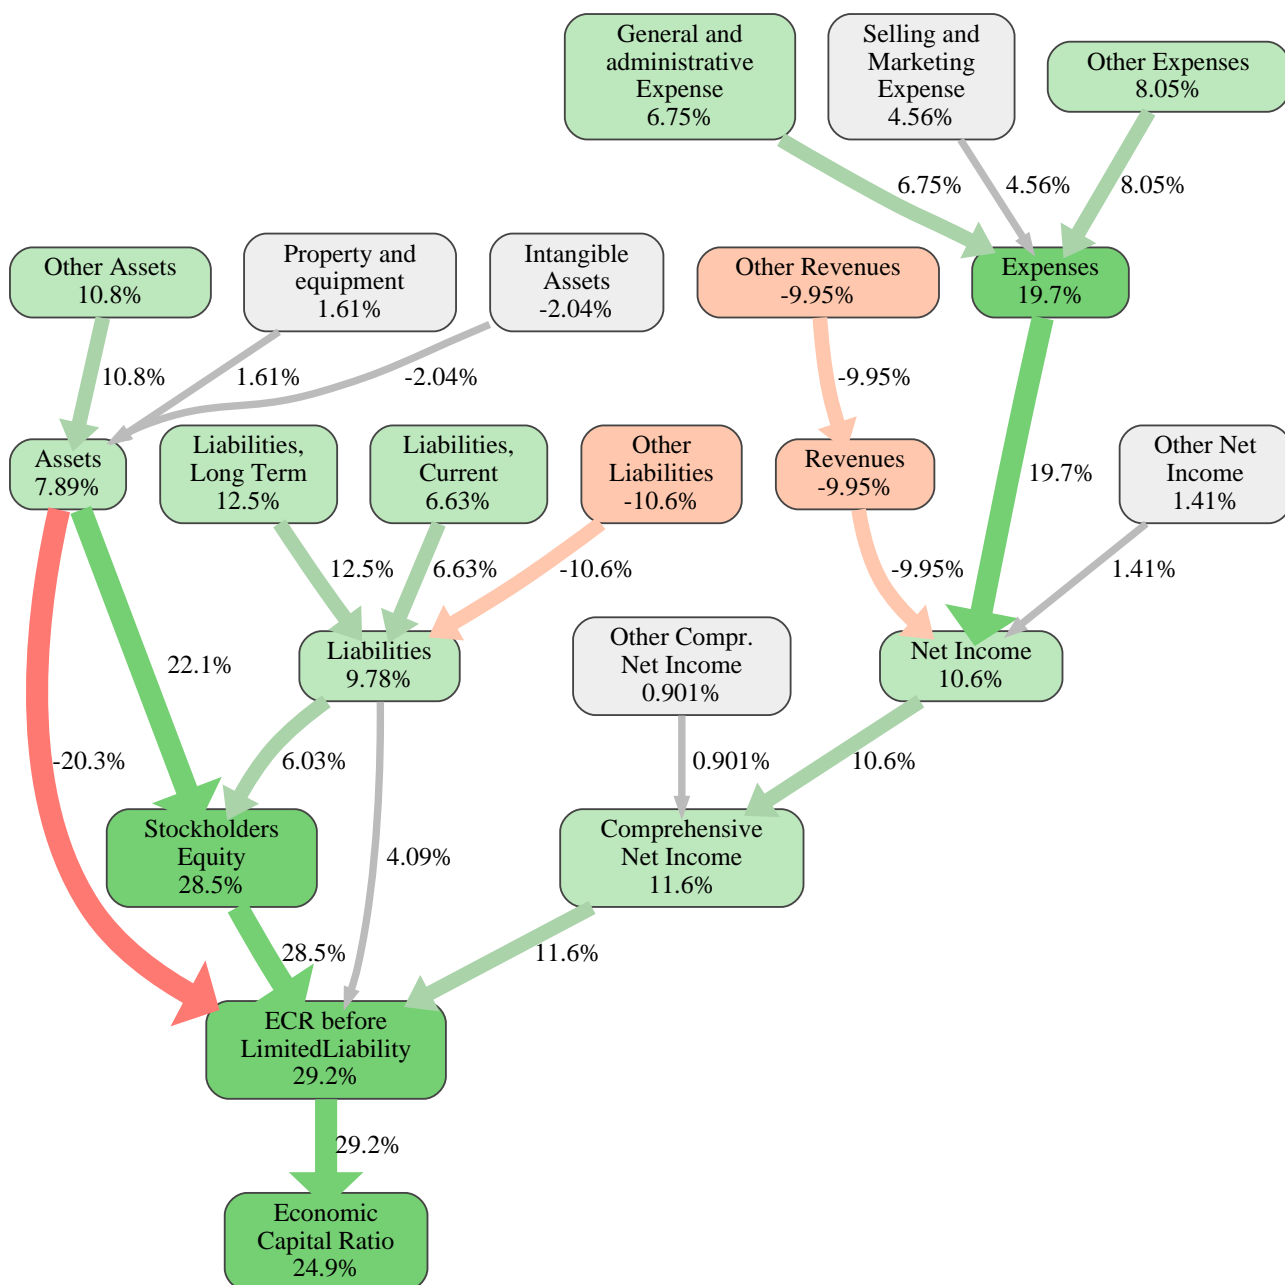 General and
administrative
Expense
6.75%
Selling and
Marketing
Expense
4.56%
Other Expenses
8.05%
6.75%
4.56%
8.05%
Other Assets
10.8%
Property and
equipment
1.61%
Intangible
Assets
-2.04%
Other Revenues
-9.95%
Expenses
19.7%
10.8%
1.61%
-2.04%
-9.95%
Assets
7.89%
Liabilities,
Long Term
12.5%
Liabilities,
Current
6.63%
Other
Liabilities
-10.6%
Revenues
-9.95%
19.7%
Other Net
Income
1.41%
12.5%
6.63%
-10.6%
-9.95%
1.41%
22.1%
Liabilities
9.78%
Other Compr.
Net Income
0.901%
Net Income
10.6%
-20.3%
6.03%
0.901%
10.6%
Stockholders
Equity
28.5%
4.09%
Comprehensive
Net Income
11.6%
28.5%
11.6%
ECR before
LimitedLiability
29.2%
29.2%
Economic
Capital Ratio
24.9%